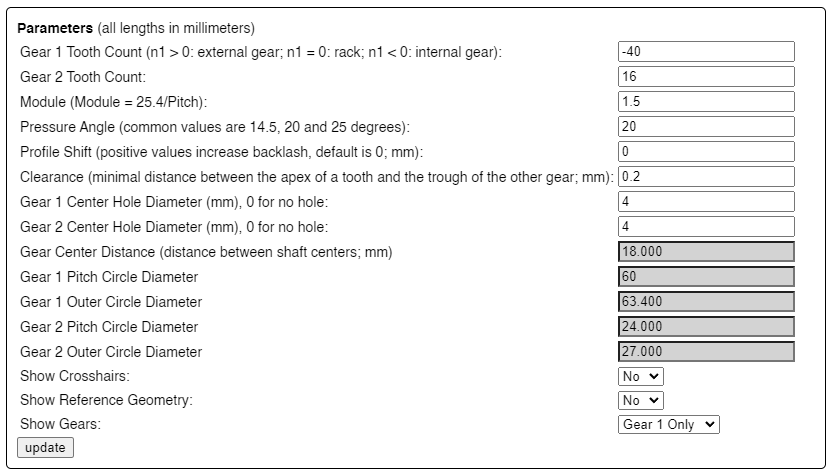 Parameters (all lengths in millimeters)
Gear 1 Tooth Count (n1 > 0: external gear; n1 = 0: rack; n1 < 0: internal gear): -40
Gear 2 Tooth Count: 16
Module (Module = 25.4/Pitch): 1.5
Pressure Angle (common values are 14.5, 20 and 25 degrees): 20
Profile Shift (positive values increase backlash, default is 0; mm): 0
Clearance (minimal distance between the apex of a tooth and the trough of the other gear; mm): 0.2
Gear 1 Center Hole Diameter (mm), 0 for no hole: 4
Gear 2 Center Hole Diameter (mm), 0 for no hole: 4
Gear Center Distance (distance between shaft centers; mm) 18.000
Gear 1 Pitch Circle Diameter 60
Gear 1 Outer Circle Diameter 63.400
Gear 2 Pitch Circle Diameter 24.000
Gear 2 Outer Circle Diameter 27.000
Show Crosshairs: No
Show Reference Geometry: No
Show Gears: Gear 1 Only
update